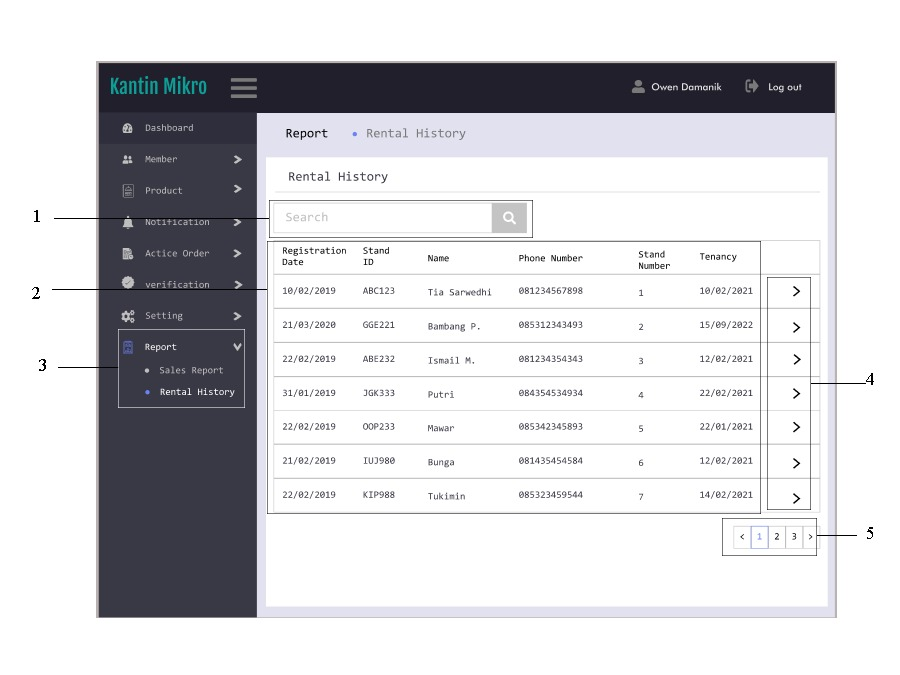 Kantin Mikro
Owen Damanik Log out
Dashboard
Member
Product
Notification
Actice Order
verification
Setting
Report
Sales Report
Rental History
Report • Rental History
Rental History
Search
Registration Date Stand ID Name Phone Number Stand Number Tenancy
10/02/2019 ABC123 Tia Sarwedhi 081234567898 1 10/02/2021 >
21/03/2020 GGE221 Bambang P. 085312343493 2 15/09/2022 >
22/02/2019 ABE232 Ismail M. 081234354343 3 12/02/2021 >
31/01/2019 JGK333 Putri 084354534934 4 22/02/2021 >
22/02/2019 OOP233 Mawar 085342345893 5 22/01/2021 >
21/02/2019 IUJ980 Bunga 081435454584 6 12/02/2021 >
22/02/2019 KIP988 Tukimin 085323459544 7 14/02/2021 >
< 1 2 3 >
1
2
3
4
5